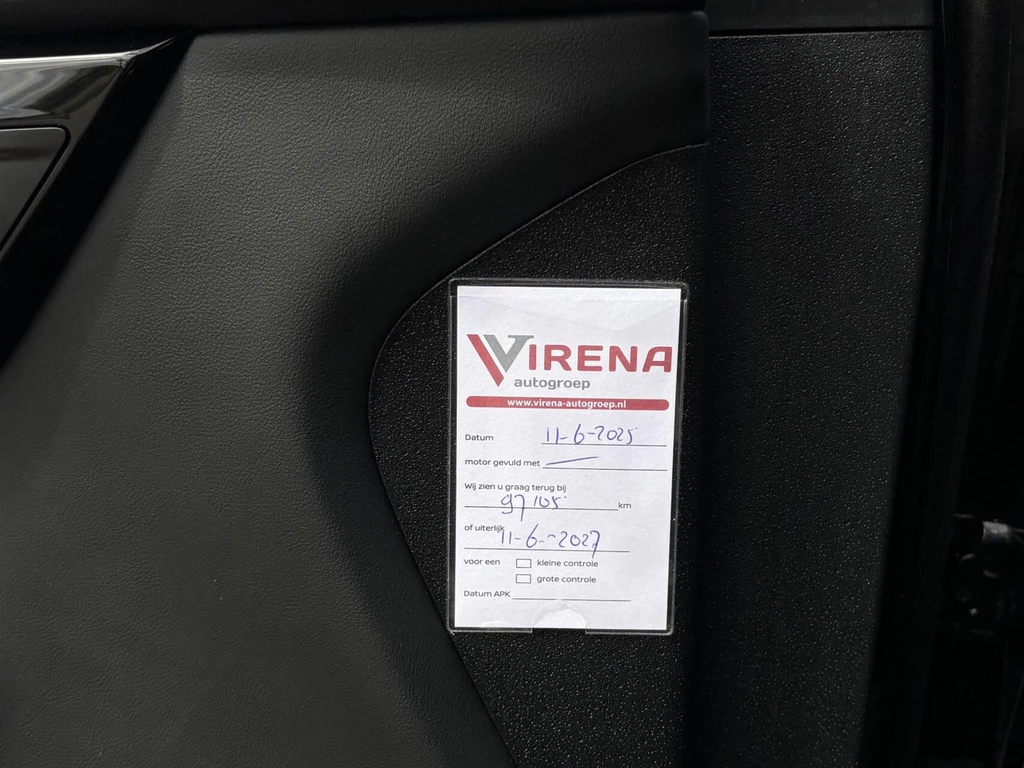 VIRENA
autogroep
www.virena-autogroep.nl
Datum 11-6-2025
motor gevuld met —
Wij zien u graag terug bij
97105 km
of uiterlijk
11-6-2027
voor een kleine controle
grote controle
Datum APK